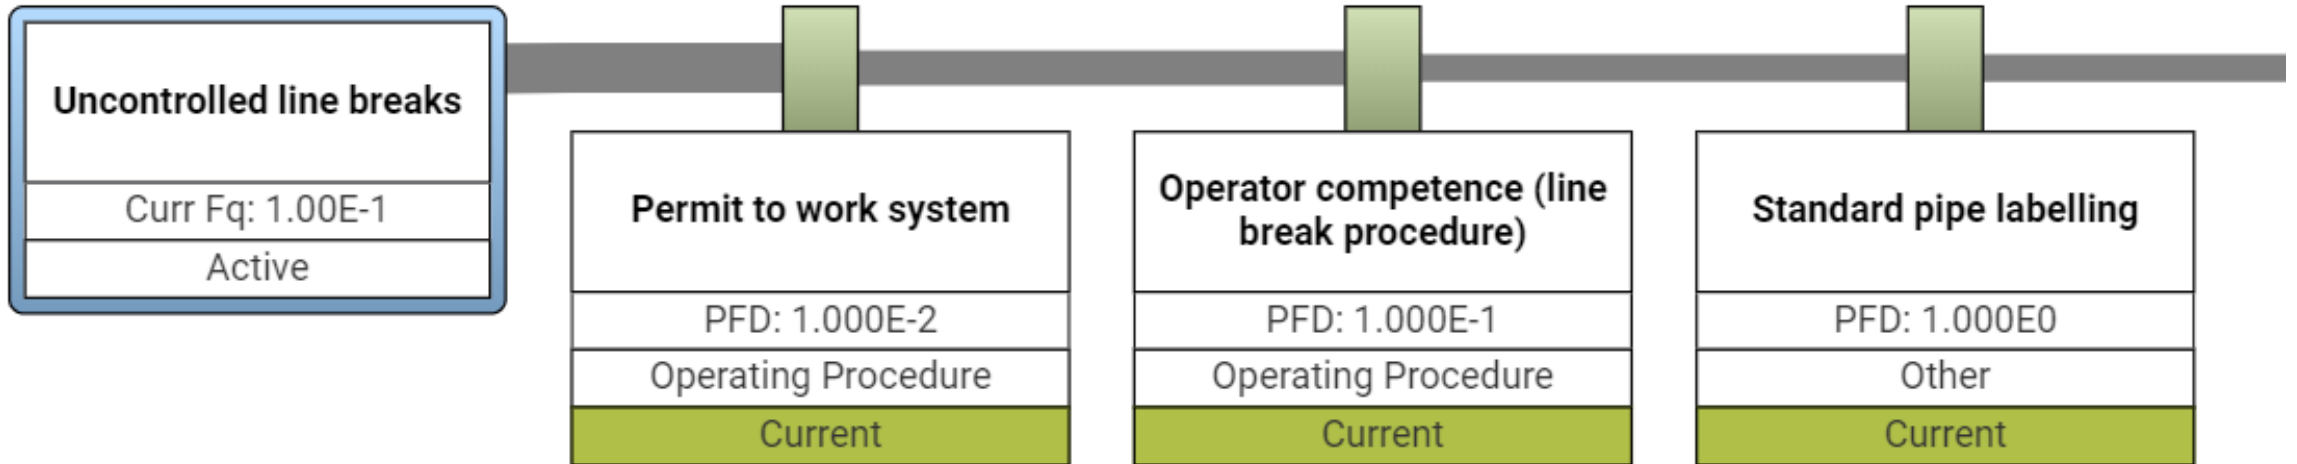 Uncontrolled line breaks
Curr Fq: 1.00E-1
Active
Permit to work system
PFD: 1.000E-2
Operating Procedure
Current
Operator competence (line
break procedure)
PFD: 1.000E-1
Operating Procedure
Current
Standard pipe labelling
PFD: 1.000E0
Other
Current